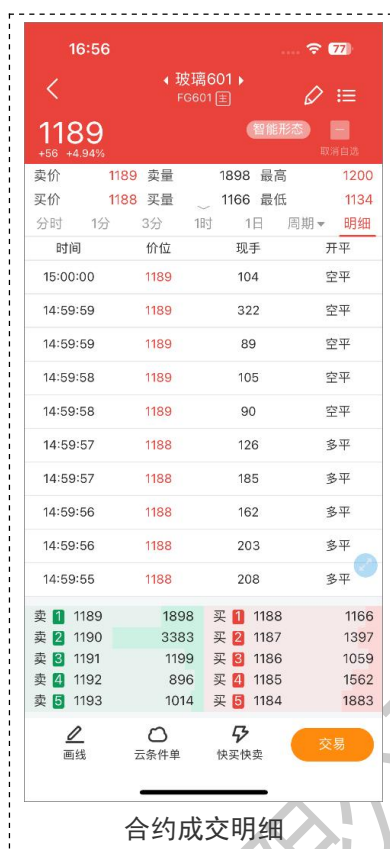 16:56 77
玻璃601
FG601 主
1189 智能形态
+56 +4.94% 取消自选
卖价 1189 卖量 1898 最高 1200
买价 1188 买量 1166 最低 1134
分时 1分 3分 1时 1日 周期 明细
时间 价位 现手 开平
15:00:00 1189 104 空平
14:59:59 1189 322 空平
14:59:59 1189 89 空平
14:59:58 1189 105 空平
14:59:58 1189 90 空平
14:59:57 1188 126 多平
14:59:57 1188 185 多平
14:59:56 1188 162 多平
14:59:56 1188 203 多平
14:59:55 1188 208 多平
卖 1 1189 1898 买 1 1188 1166
卖 2 1190 3383 买 2 1187 1397
卖 3 1191 1199 买 3 1186 1059
卖 4 1192 896 买 4 1185 1562
卖 5 1193 1014 买 5 1184 1883
画线 云条件单 快买快卖 交易
合约成交明细